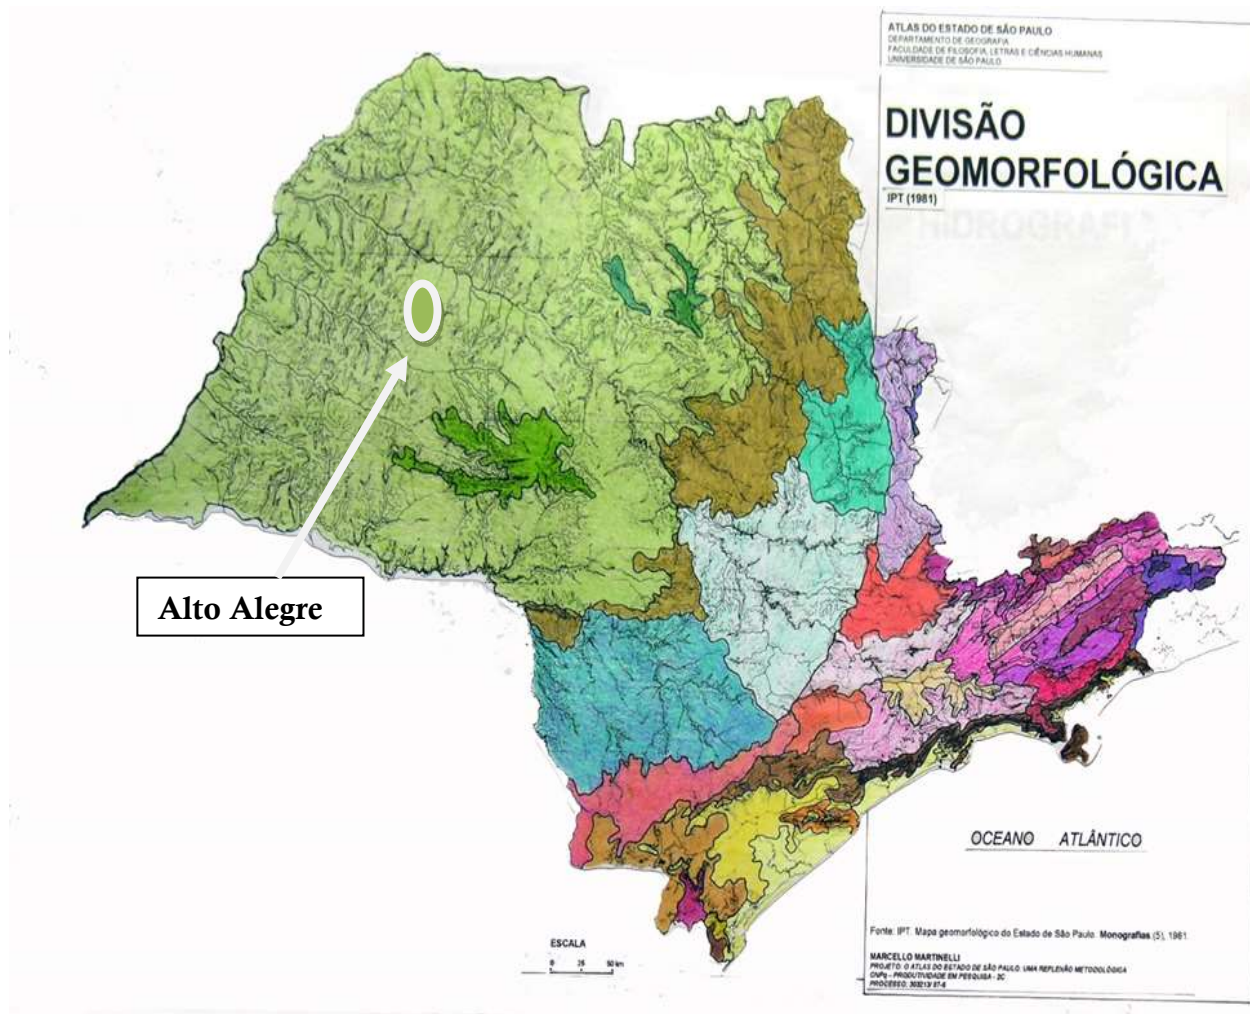 ATLAS DO ESTADO DE SÃO PAULO
DEPARTAMENTO DE GEOGRAFIA
FACULDADE DE FILOSOFIA, LETRAS E CIÊNCIAS HUMANAS
UNIVERSIDADE DE SÃO PAULO
DIVISÃO
GEOMORFOLÓGICA
IPT (1981)
HIDROGRAFI
Alto Alegre
OCEANO ATLÂNTICO
ESCALA
0 25 50 km
Fonte: IPT. Mapa geomorfológico do Estado de São Paulo. Monografias (5), 1981.
MARCELLO MARTINELLI
PROJETO: O ATLAS DO ESTADO DE SÃO PAULO: UMA REFLEXÃO METODOLÓGICA
CNPq - PRODUTIVIDADE EM PESQUISA - 2C
PROCESSO: